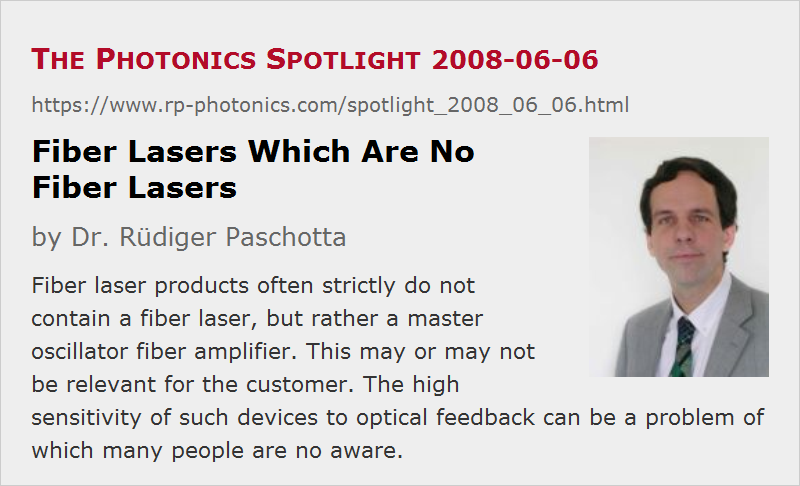 The Photonics Spotlight 2008-06-06
https://www.rp-photonics.com/spotlight_2008_06_06.html
Fiber Lasers Which Are No
Fiber Lasers
by Dr. Rüdiger Paschotta
Fiber laser products often strictly do not
contain a fiber laser, but rather a master
oscillator fiber amplifier. This may or may not
be relevant for the customer. The high
sensitivity of such devices to optical feedback can be a problem of
which many people are no aware.